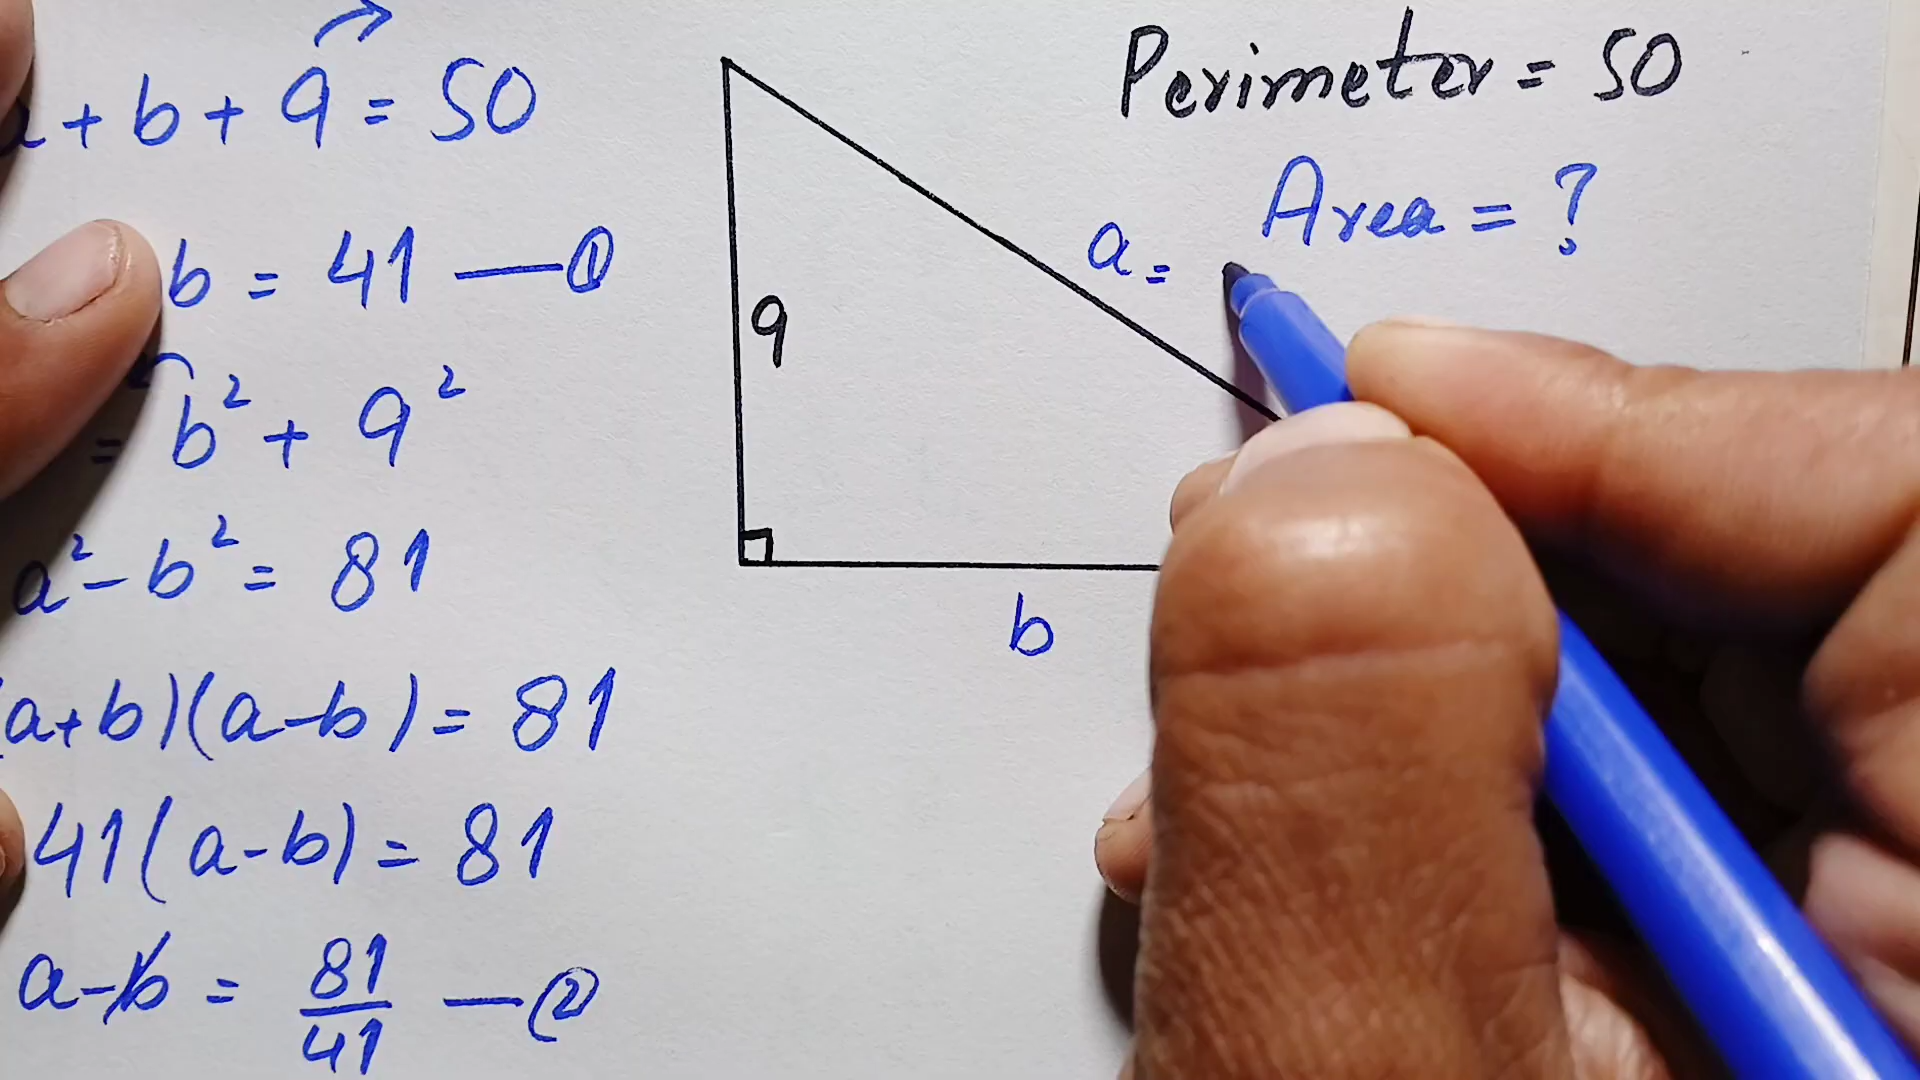 a + b + 9 = 50
b = 41 — ①
= b² + 9²
a² - b² = 81
(a+b)(a-b) = 81
41(a-b) = 81
a-b = 81/41 — ②
Perimeter = 50
Area = ?
a =
9
b